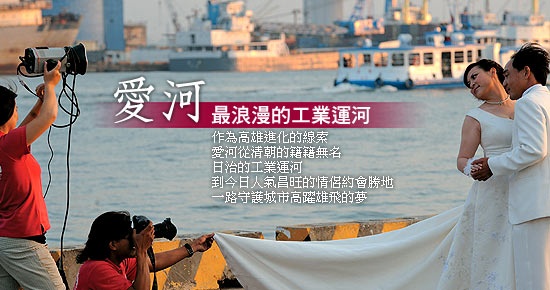 愛河 最浪漫的工業運河
作為高雄進化的線索
愛河從清朝的籍籍無名
日治的工業運河
到今日人氣昌旺的情侶約會勝地
一路守護城市高躍雄飛的夢